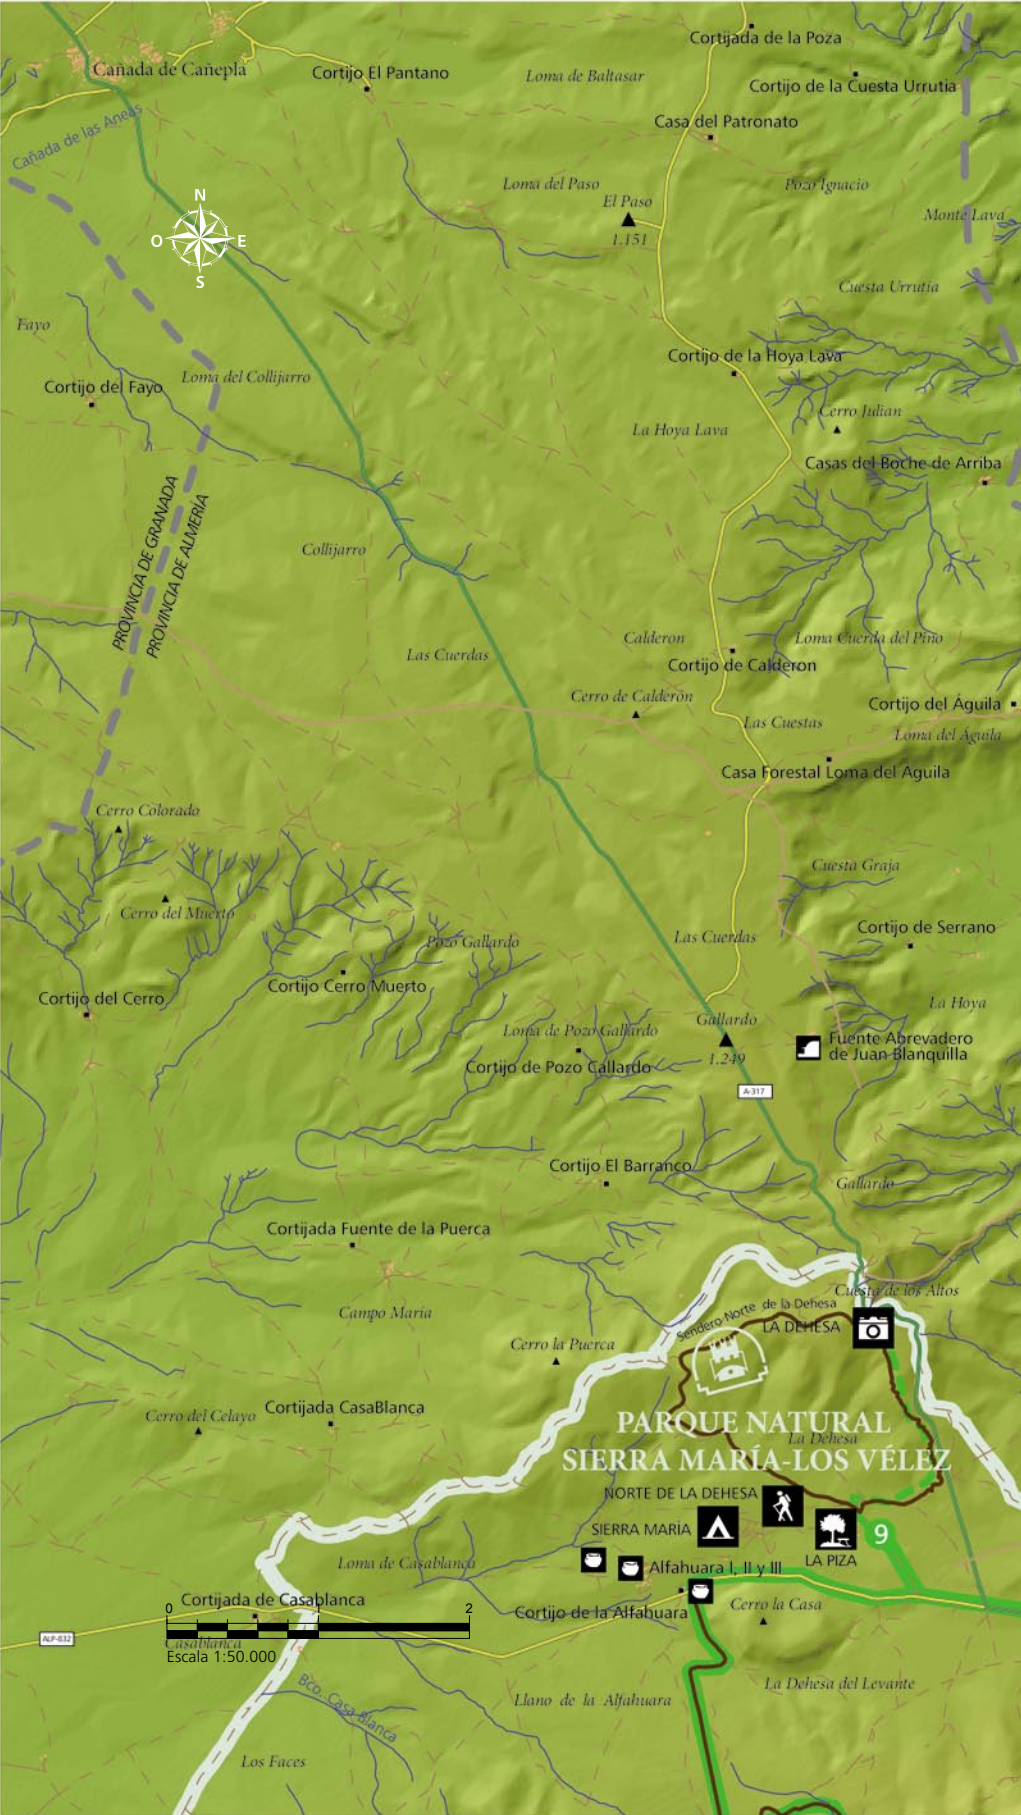 Cortijada de la Poza
Cañada de Cañepla
Cortijo El Pantano
Loma de Baltasar
Cortijo de la Cuesta Urrutia
Cañada de las Aneas
Casa del Patronato
Loma del Paso
Pozo Ignacio
El Paso
1.151
Monte Lava
N
O
E
S
Cuesta Urrutia
Fayo
Cortijo de la Hoya Lava
Cortijo del Fayo
Loma del Collijarro
Cerro Julian
La Hoya Lava
Casas del Boche de Arriba
PROVINCIA DE GRANADA
PROVINCIA DE ALMERÍA
Collijarro
Calderon
Loma Cuerda del Pino
Las Cuerdas
Cortijo de Calderon
Cerro de Calderón
Cortijo del Águila
Las Cuestas
Loma del Águila
Casa Forestal Loma del Aguila
Cerro Colorado
Cuesta Graja
Cerro del Muerto
Cortijo de Serrano
Pozo Gallardo
Las Cuerdas
Cortijo del Cerro
Cortijo Cerro Muerto
La Hoya
Gallardo
1.249
Loma de Pozo Gallardo
Fuente Abrevadero
de Juan Blanquilla
Cortijo de Pozo Callardo
A-317
Cortijo El Barranco
Gallardo
Cortijada Fuente de la Puerca
Cuesta de los Altos
Campo María
Sendero Norte de la Dehesa
LA DEHESA
Cerro la Puerca
Cerro del Celayo
Cortijada CasaBlanca
PARQUE NATURAL
La Dehesa
SIERRA MARÍA-LOS VÉLEZ
NORTE DE LA DEHESA
SIERRA MARÍA
9
LA PIZA
Loma de Casablanca
Alfahuara I, II y III
Cortijada de Casablanca
Cortijo de la Alfahuara
Cerro la Casa
0 1 2
Escala 1:50.000
ALP-832
Casablanca
Bco. Casa Blanca
La Dehesa del Levante
Llano de la Alfahuara
Los Faces